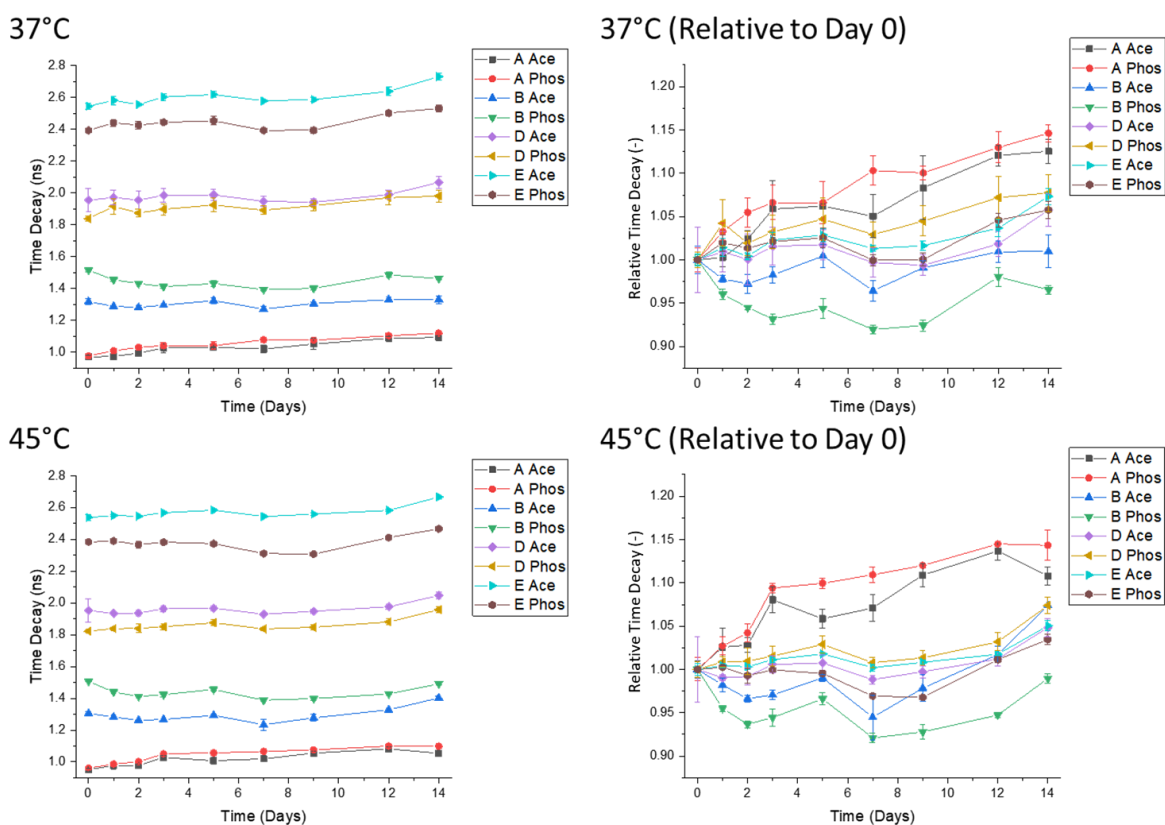 37°C
37°C (Relative to Day 0)
2.8
2.6
2.4
2.2
2.0
1.8
1.6
1.4
1.2
1.0
Time Decay (ns)
0
2
4
6
8
10
12
14
Time (Days)
A Ace
A Phos
B Ace
B Phos
D Ace
D Phos
E Ace
E Phos
1.20
1.15
1.10
1.05
1.00
0.95
0.90
Relative Time Decay (-)
0
2
4
6
8
10
12
14
Time (Days)
A Ace
A Phos
B Ace
B Phos
D Ace
D Phos
E Ace
E Phos
45°C
45°C (Relative to Day 0)
2.8
2.6
2.4
2.2
2.0
1.8
1.6
1.4
1.2
1.0
Time Decay (ns)
0
2
4
6
8
10
12
14
Time (Days)
A Ace
A Phos
B Ace
B Phos
D Ace
D Phos
E Ace
E Phos
1.20
1.15
1.10
1.05
1.00
0.95
0.90
Relative Time Decay (-)
0
2
4
6
8
10
12
14
Time (Days)
A Ace
A Phos
B Ace
B Phos
D Ace
D Phos
E Ace
E Phos